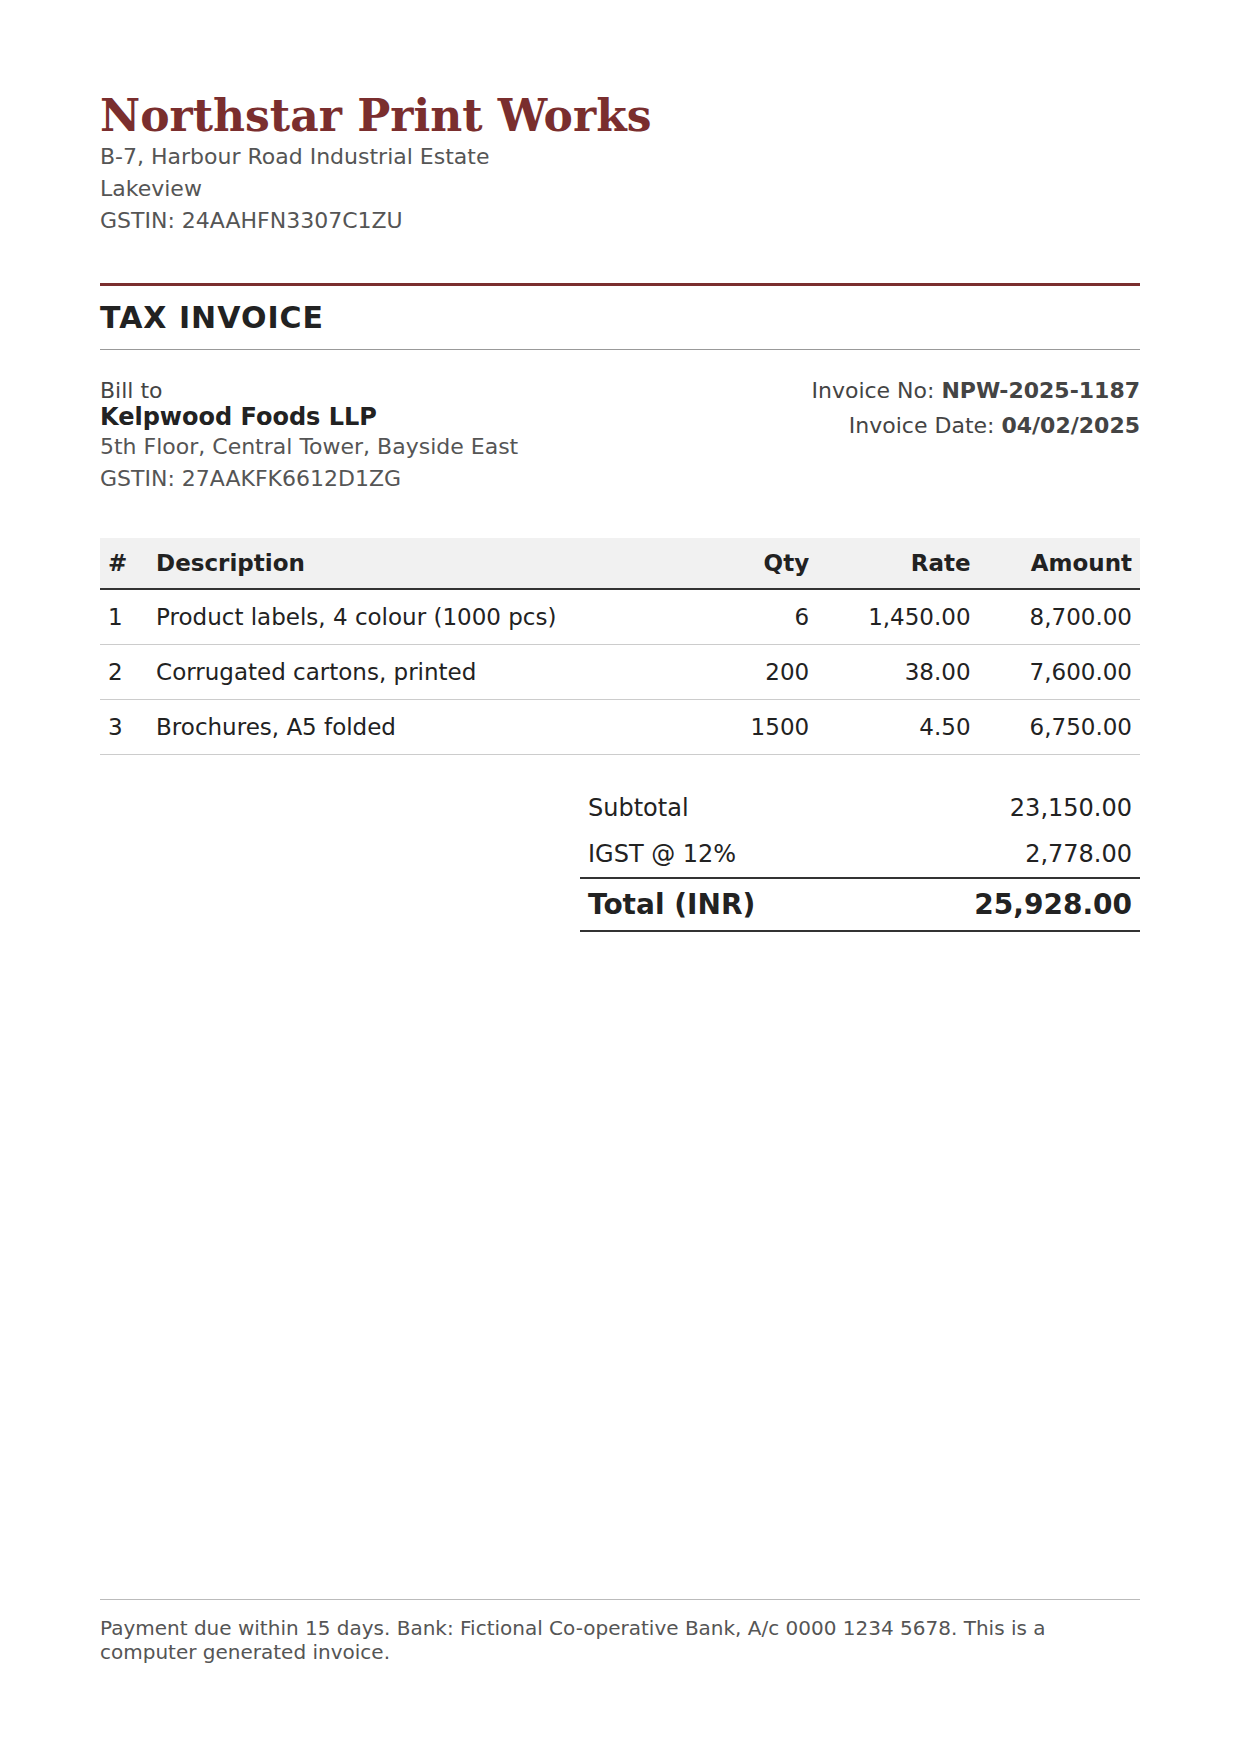 Northstar Print Works
B-7, Harbour Road Industrial Estate
Lakeview
GSTIN: 24AAHFN3307C1ZU
TAX INVOICE
Bill to
Kelpwood Foods LLP
5th Floor, Central Tower, Bayside East
GSTIN: 27AAKFK6612D1ZG
Invoice No: NPW-2025-1187
Invoice Date: 04/02/2025
# Description Qty Rate Amount
1 Product labels, 4 colour (1000 pcs) 6 1,450.00 8,700.00
2 Corrugated cartons, printed 200 38.00 7,600.00
3 Brochures, A5 folded 1500 4.50 6,750.00
Subtotal 23,150.00
IGST @ 12% 2,778.00
Total (INR) 25,928.00
Payment due within 15 days. Bank: Fictional Co-operative Bank, A/c 0000 1234 5678. This is a
computer generated invoice.